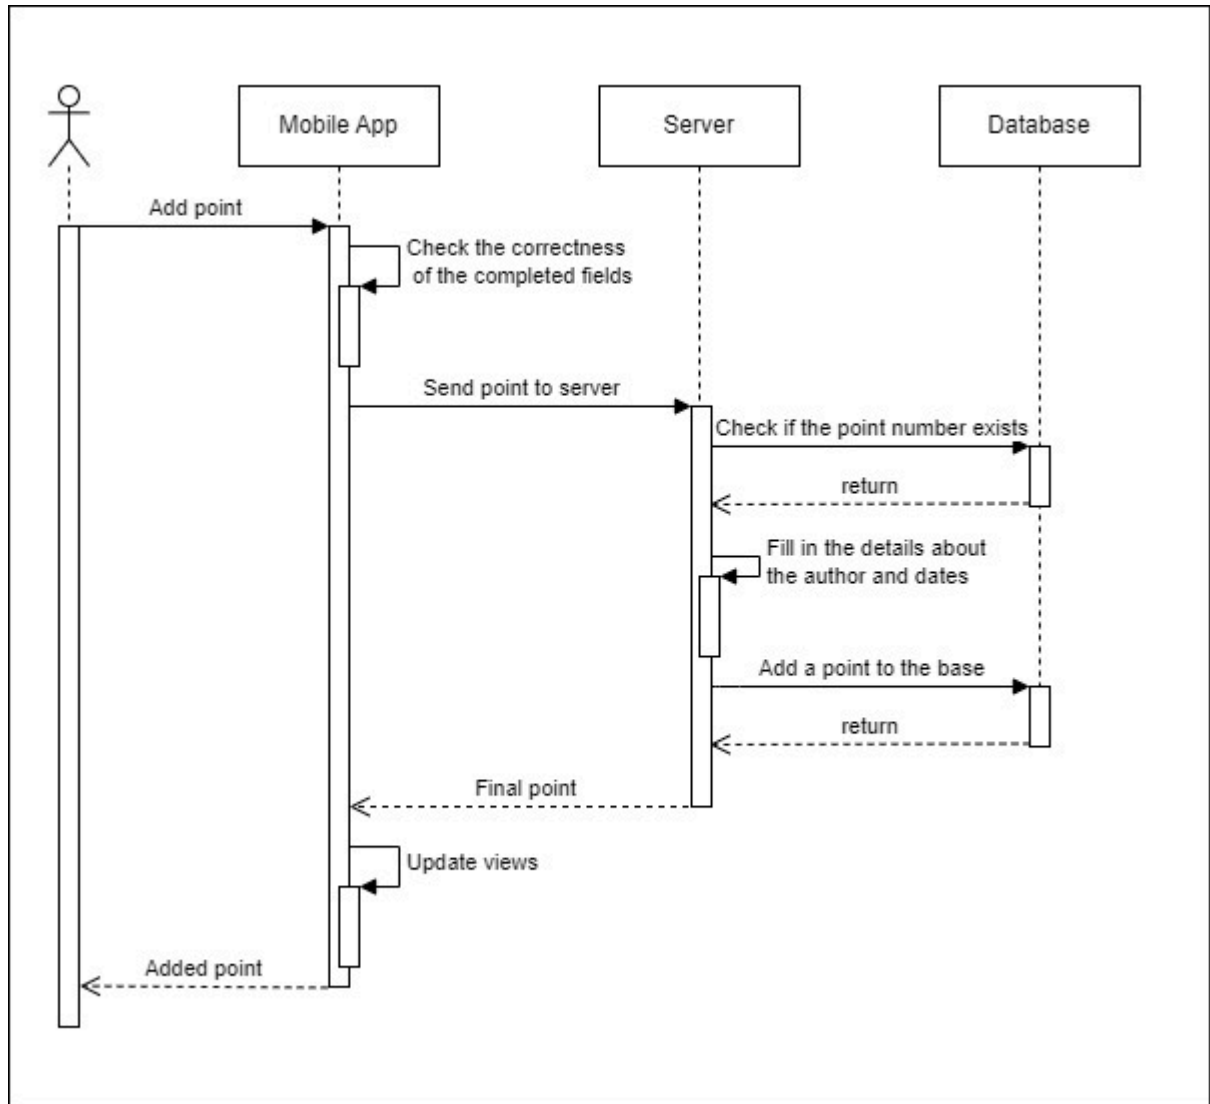 Mobile App
Server
Database
Add point
Check the correctness
of the completed fields
Send point to server
Check if the point number exists
return
Fill in the details about
the author and dates
Add a point to the base
return
Final point
Update views
Added point